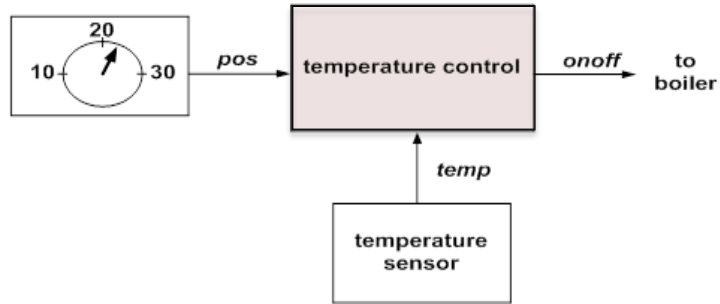 20
10
30
pos
temperature control
onoff
to
boiler
temp
temperature
sensor